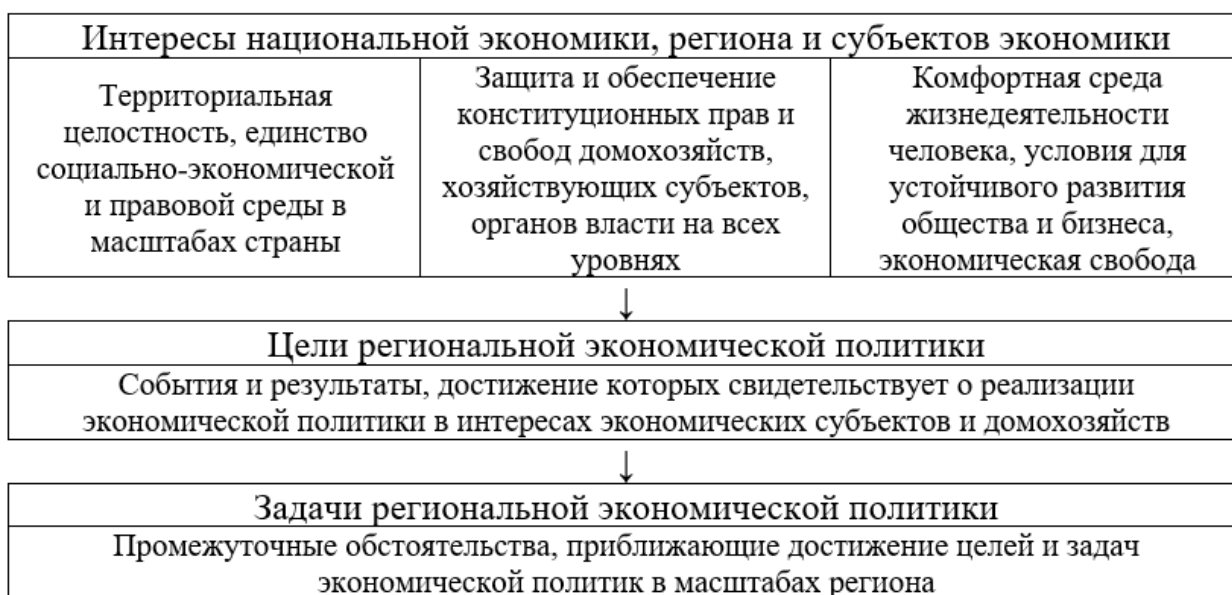 Интересы национальной экономики, региона и субъектов экономики
Территориальная
целостность, единство
социально-экономической
и правовой среды в
масштабах страны
Защита и обеспечение
конституционных прав и
свобод домохозяйств,
хозяйствующих субъектов,
органов власти на всех
уровнях
Комфортная среда
жизнедеятельности
человека, условия для
устойчивого развития
общества и бизнеса,
экономическая свобода
↓
Цели региональной экономической политики
События и результаты, достижение которых свидетельствует о реализации
экономической политики в интересах экономических субъектов и домохозяйств
↓
Задачи региональной экономической политики
Промежуточные обстоятельства, приближающие достижение целей и задач
экономической политик в масштабах региона